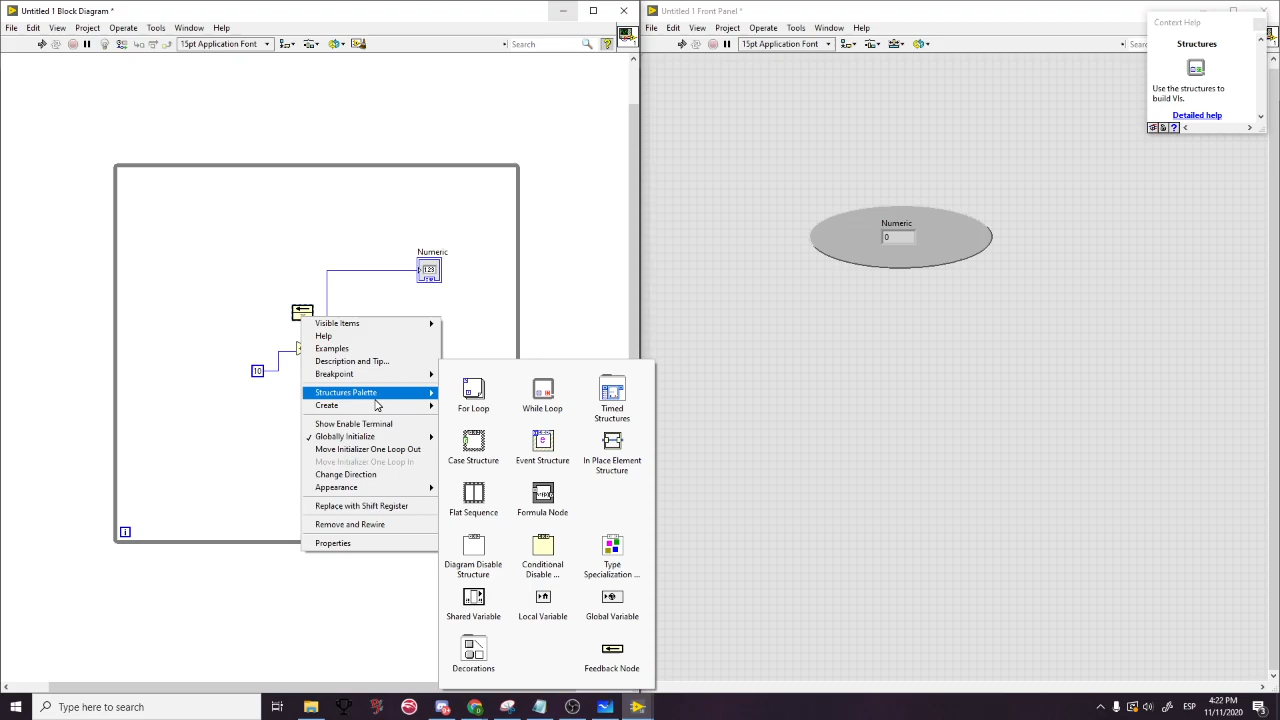 Untitled 1 Block Diagram *
File Edit View Project Operate Tools Window Help
15pt Application Font
Search
Numeric
123
10
i
Visible Items
Help
Examples
Description and Tip...
Breakpoint
Structures Palette
Create
Show Enable Terminal
Globally Initialize
Move Initializer One Loop Out
Move Initializer One Loop In
Change Direction
Appearance
Replace with Shift Register
Remove and Rewire
Properties
For Loop While Loop Timed
Structures
Case Structure Event Structure In Place Element
Structure
Flat Sequence Formula Node
Diagram Disable Conditional Type
Structure Disable ... Specialization ...
Shared Variable Local Variable Global Variable
Decorations Feedback Node
Untitled 1 Front Panel *
File Edit View Project Operate Tools Window Help
15pt Application Font
Numeric
0
Context Help
Structures
Use the structures to
build VIs.
Detailed help
Type here to search
ESP
4:22 PM
11/11/2020